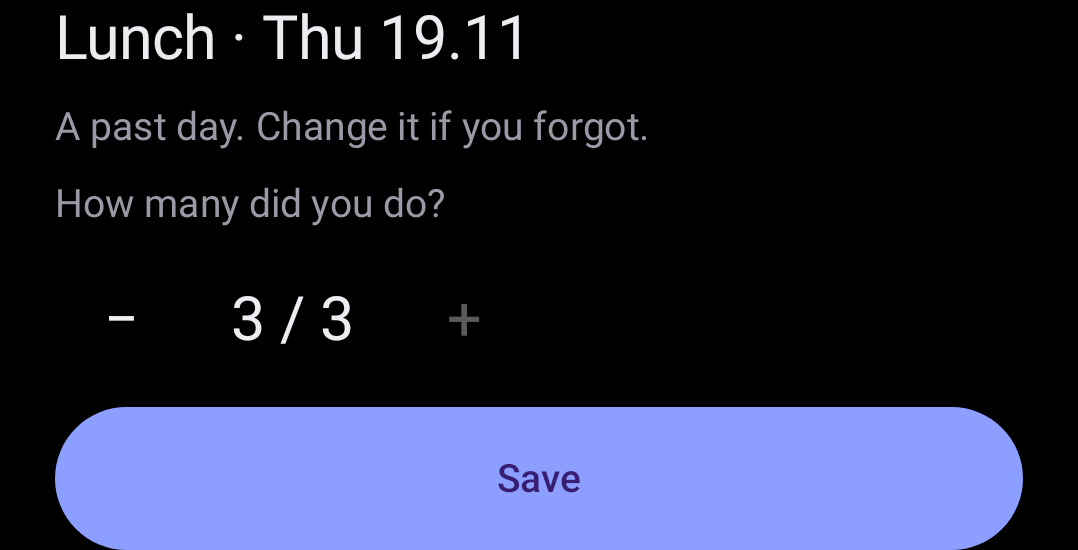 Lunch · Thu 19.11
A past day. Change it if you forgot.
How many did you do?
− 3 / 3 +
Save